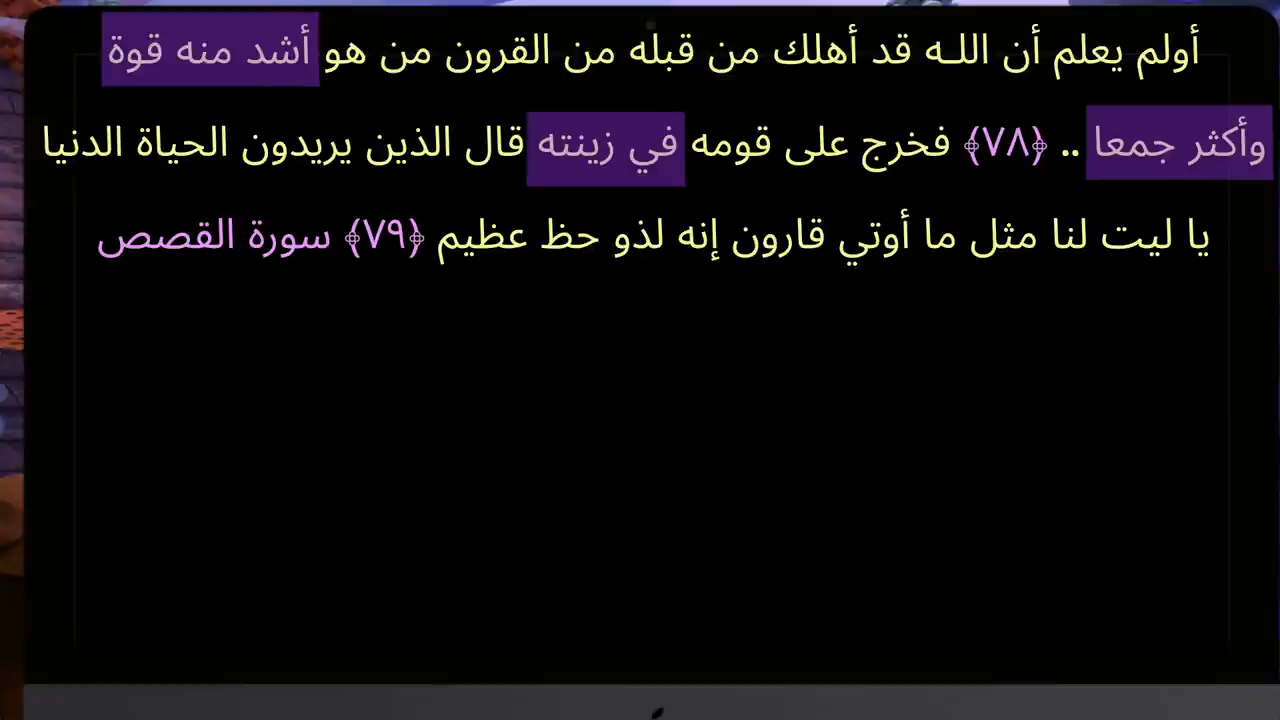 أولم يعلم أن اللـه قد أهلك من قبله من القرون من هو أشد منه قوة
وأكثر جمعا .. ﴿٧٨﴾ فخرج على قومه في زينته قال الذين يريدون الحياة الدنيا
يا ليت لنا مثل ما أوتي قارون إنه لذو حظ عظيم ﴿٧٩﴾ سورة القصص